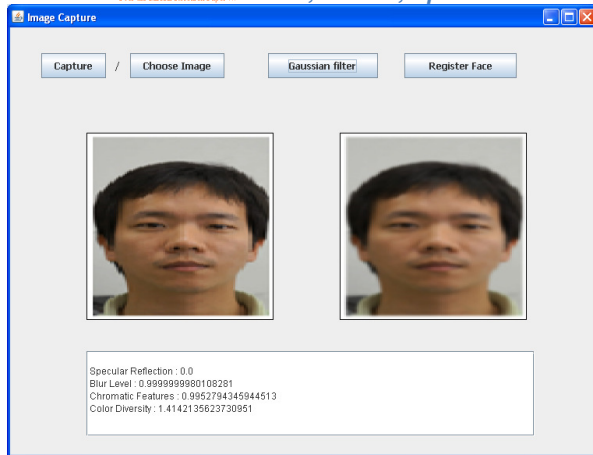 Image Capture
Capture / Choose Image Gaussian filter Register Face
Specular Reflection : 0.0
Blur Level : 0.9999999980108281
Chromatic Features : 0.9952794345944513
Color Diversity : 1.4142135623730951